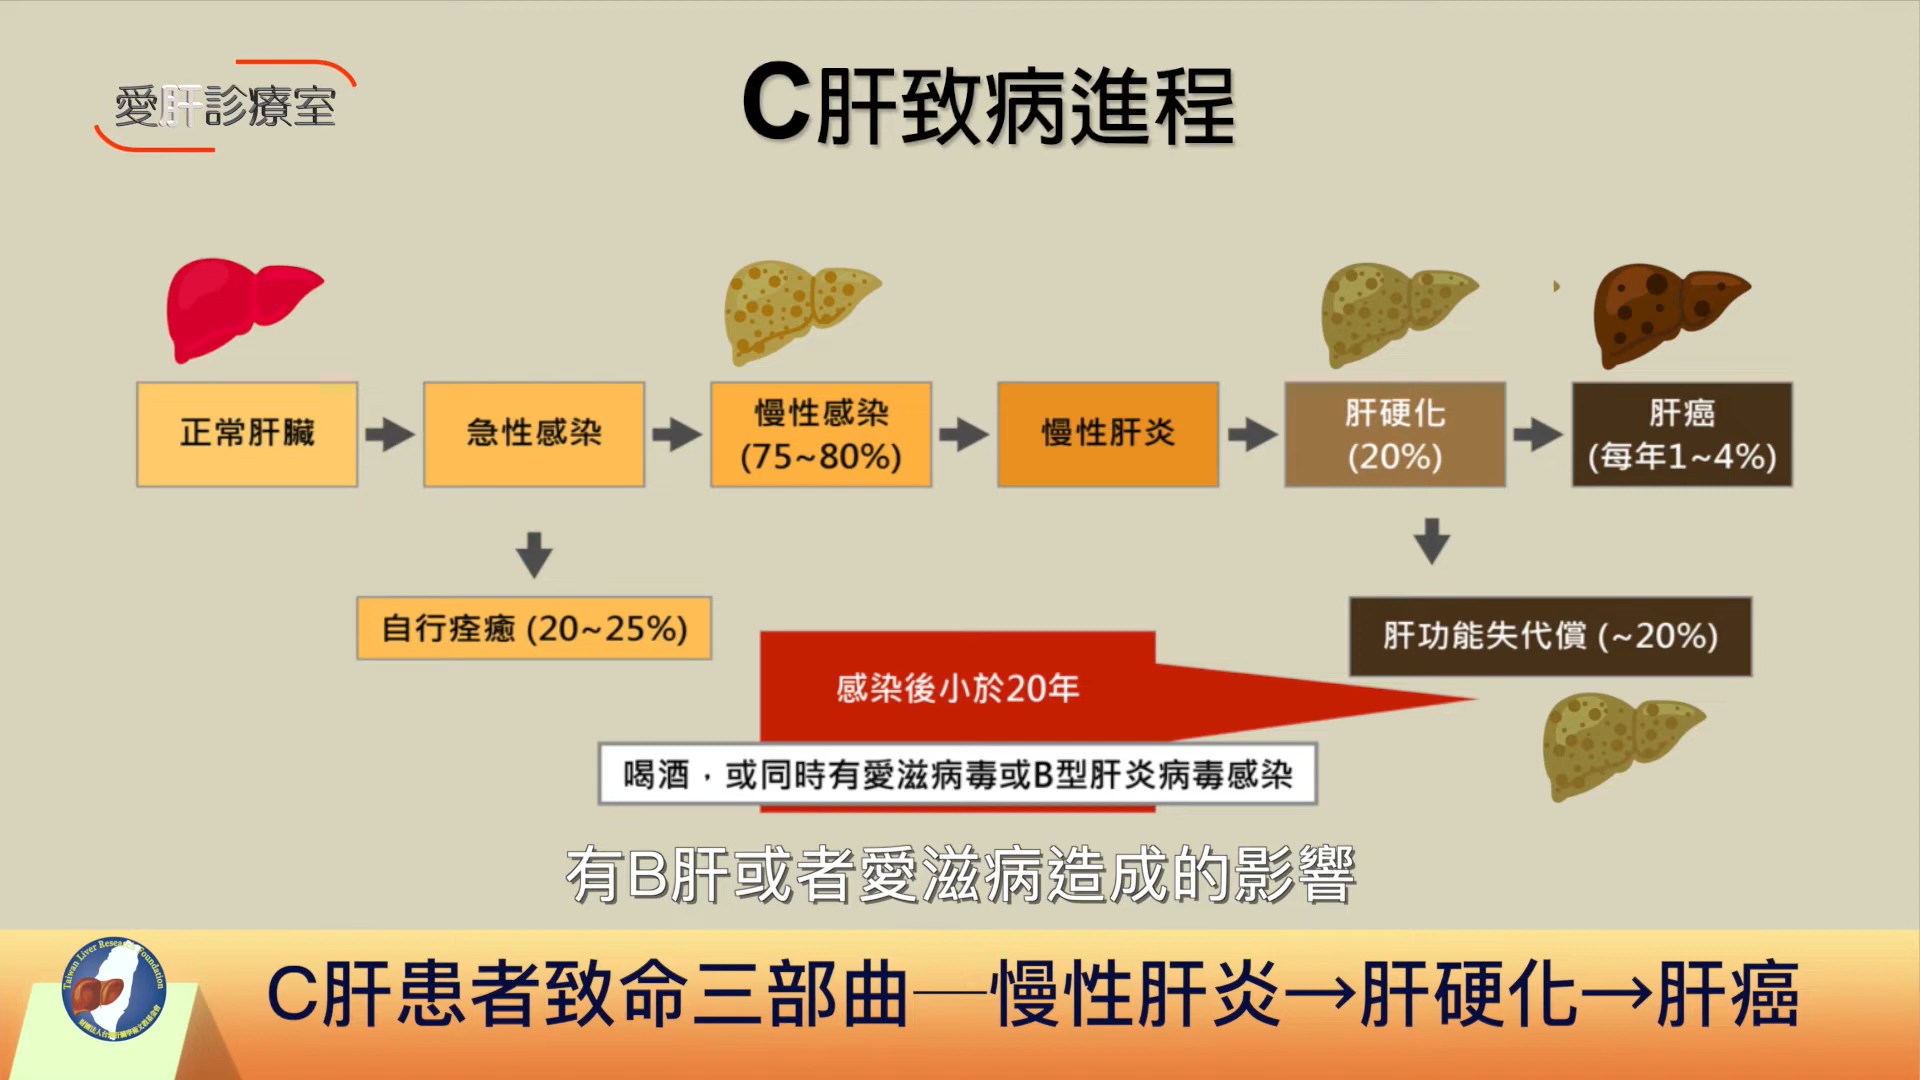 愛肝診療室
C肝致病進程
正常肝臟
急性感染
慢性感染
(75~80%)
慢性肝炎
肝硬化
(20%)
肝癌
(每年1~4%)
自行痊癒 (20~25%)
肝功能失代償 (~20%)
感染後小於20年
喝酒，或同時有愛滋病毒或B型肝炎病毒感染
有B肝或者愛滋病造成的影響
Taiwan Liver Research Foundation
C肝患者致命三部曲─慢性肝炎→肝硬化→肝癌